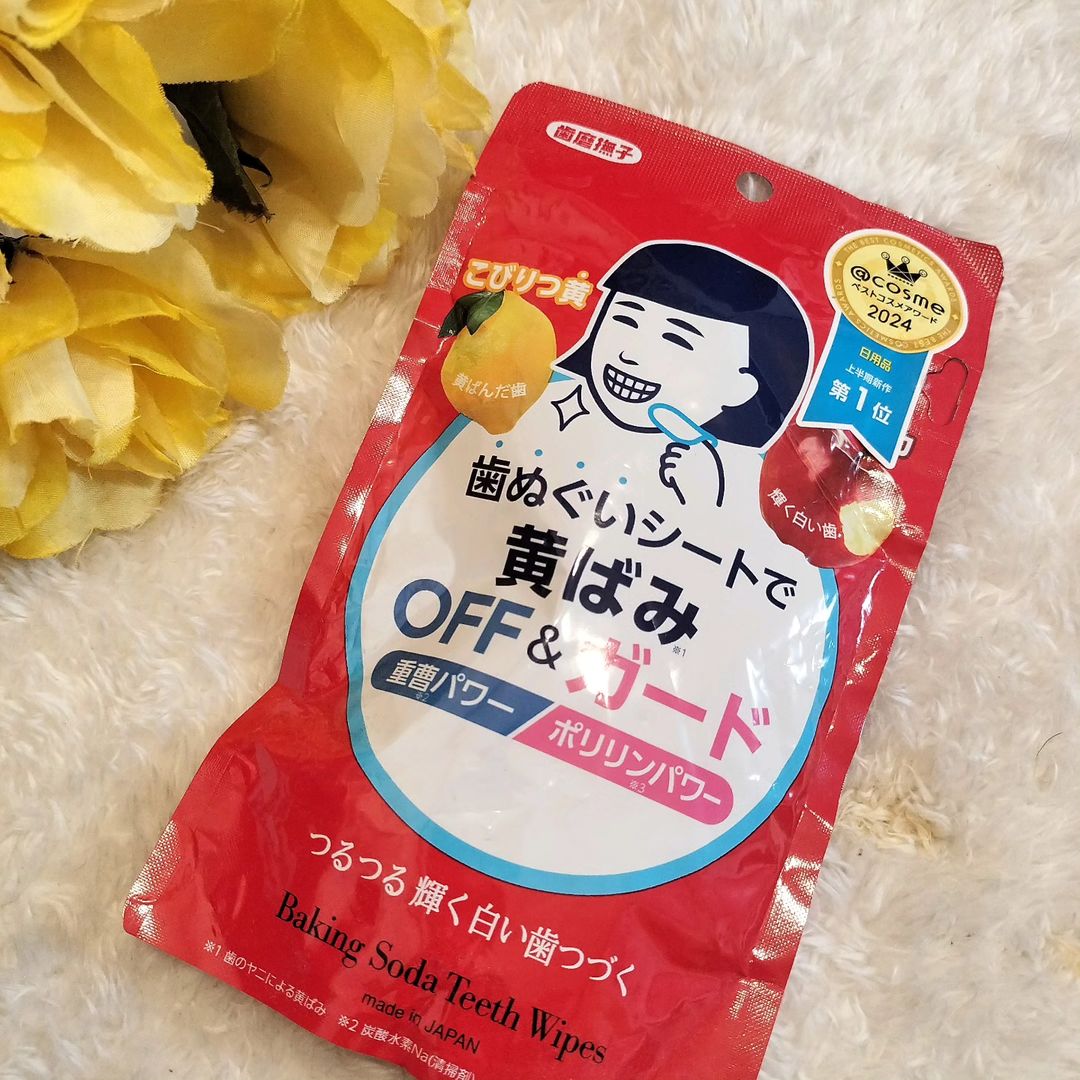 歯磨撫子
こびりつ黄
黄ばんだ歯
THE BEST COSMETICS AWARDS
@cosme
ベストコスメアワード
2024
日用品
上半期新作
第1位
輝く白い歯
歯ぬぐいシートで
黄ばみ※1
OFF&ガード
重曹パワー※2
ポリリンパワー※3
つるつる 輝く白い歯つづく
Baking Soda Teeth Wipes
made in JAPAN
※1 歯のヤニによる黄ばみ ※2 炭酸水素Na(清掃剤)